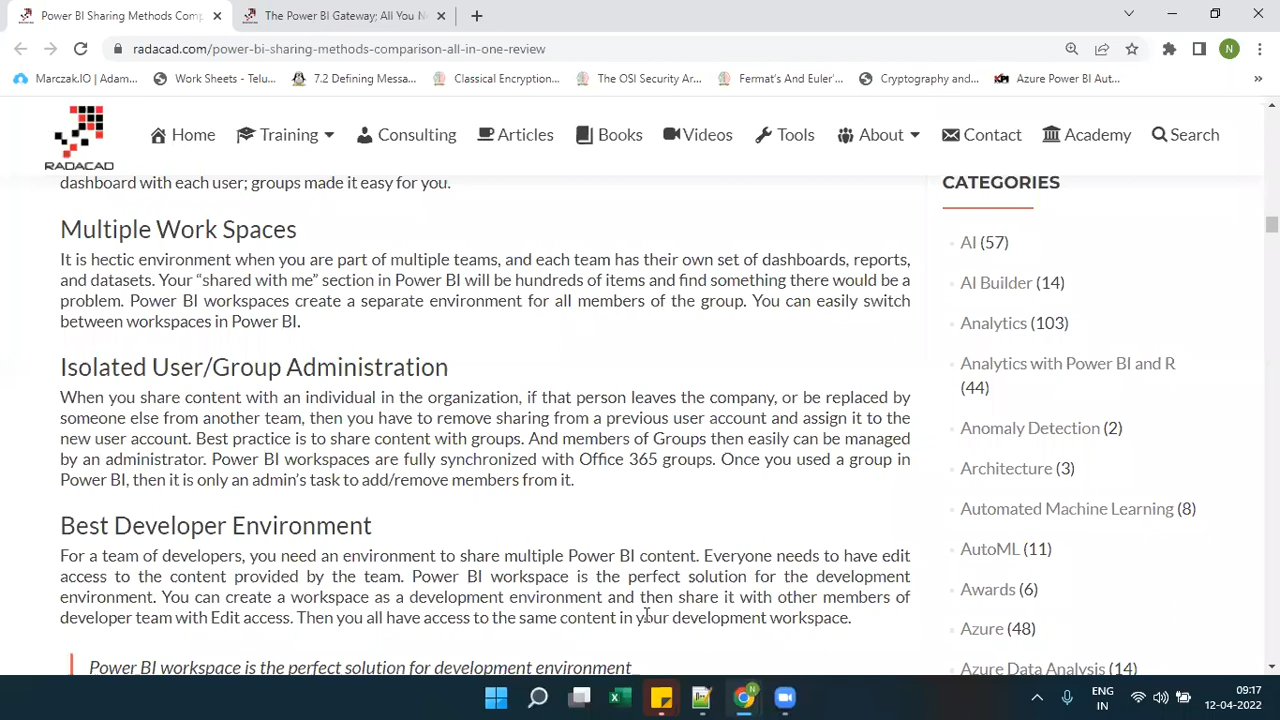 Power BI Sharing Methods Comp
The Power BI Gateway; All You N
radacad.com/power-bi-sharing-methods-comparison-all-in-one-review
N
Marczak.IO | Adam...
Work Sheets - Telu...
7.2 Defining Messa...
Classical Encryption...
The OSI Security Ar...
Fermat's And Euler'...
Cryptography and...
Azure Power BI Aut...
RADACAD
Home
Training
Consulting
Articles
Books
Videos
Tools
About
Contact
Academy
Search
dashboard with each user; groups made it easy for you.
Multiple Work Spaces
It is hectic environment when you are part of multiple teams, and each team has their own set of dashboards, reports,
and datasets. Your “shared with me” section in Power BI will be hundreds of items and find something there would be a
problem. Power BI workspaces create a separate environment for all members of the group. You can easily switch
between workspaces in Power BI.
Isolated User/Group Administration
When you share content with an individual in the organization, if that person leaves the company, or be replaced by
someone else from another team, then you have to remove sharing from a previous user account and assign it to the
new user account. Best practice is to share content with groups. And members of Groups then easily can be managed
by an administrator. Power BI workspaces are fully synchronized with Office 365 groups. Once you used a group in
Power BI, then it is only an admin's task to add/remove members from it.
Best Developer Environment
For a team of developers, you need an environment to share multiple Power BI content. Everyone needs to have edit
access to the content provided by the team. Power BI workspace is the perfect solution for the development
environment. You can create a workspace as a development environment and then share it with other members of
developer team with Edit access. Then you all have access to the same content in your development workspace.
Power BI workspace is the perfect solution for development environment
CATEGORIES
AI (57)
AI Builder (14)
Analytics (103)
Analytics with Power BI and R
(44)
Anomaly Detection (2)
Architecture (3)
Automated Machine Learning (8)
AutoML (11)
Awards (6)
Azure (48)
Azure Data Analysis (14)
ENG
IN
09:17
12-04-2022